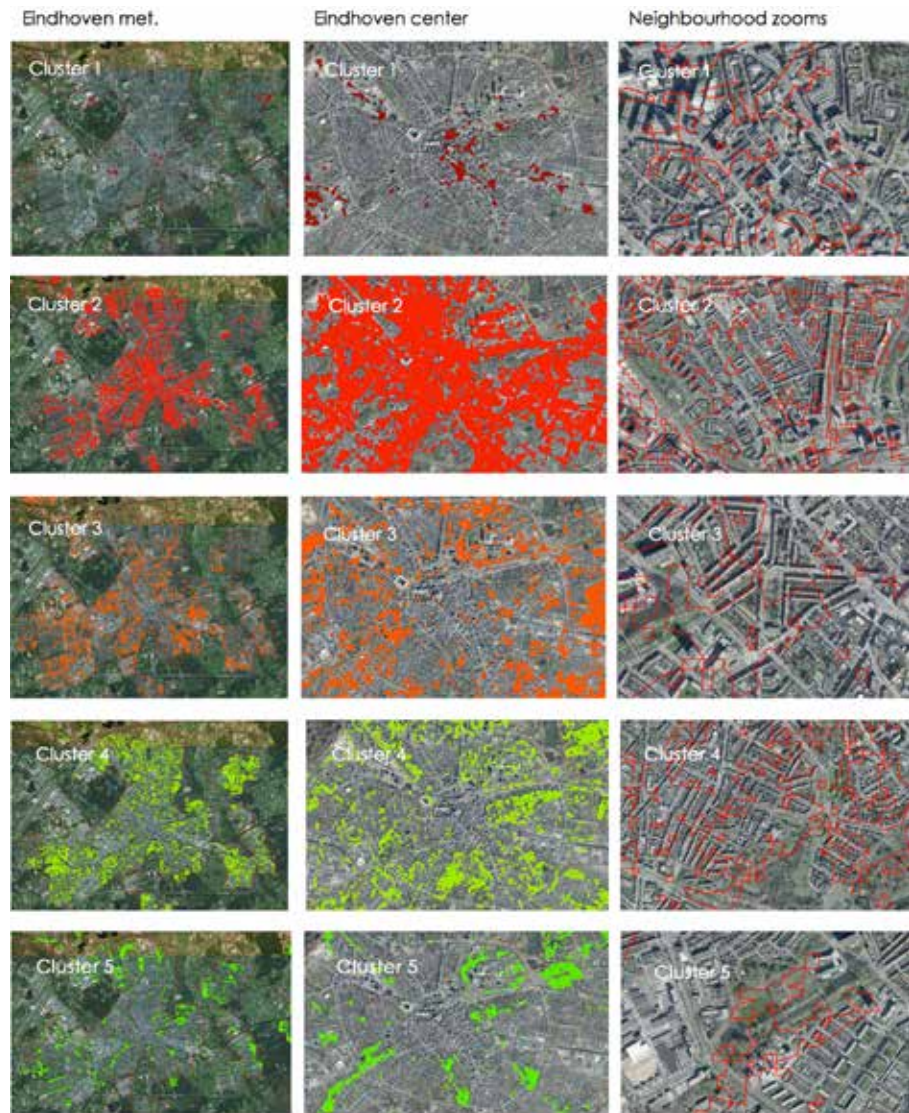 Eindhoven met.
Eindhoven center
Neighbourhood zooms
Cluster 1
Cluster 1
Cluster 1
Cluster 2
Cluster 2
Cluster 2
Cluster 3
Cluster 3
Cluster 3
Cluster 4
Cluster 4
Cluster 4
Cluster 5
Cluster 5
Cluster 5